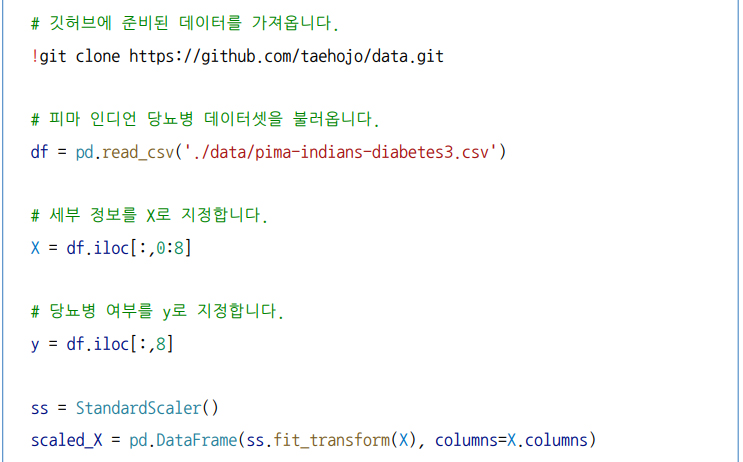 # 깃허브에 준비된 데이터를 가져옵니다.
!git clone https://github.com/taehojo/data.git
# 피마 인디언 당뇨병 데이터셋을 불러옵니다.
df = pd.read_csv('./data/pima-indians-diabetes3.csv')
# 세부 정보를 X로 지정합니다.
X = df.iloc[:,0:8]
# 당뇨병 여부를 y로 지정합니다.
y = df.iloc[:,8]
ss = StandardScaler()
scaled_X = pd.DataFrame(ss.fit_transform(X), columns=X.columns)